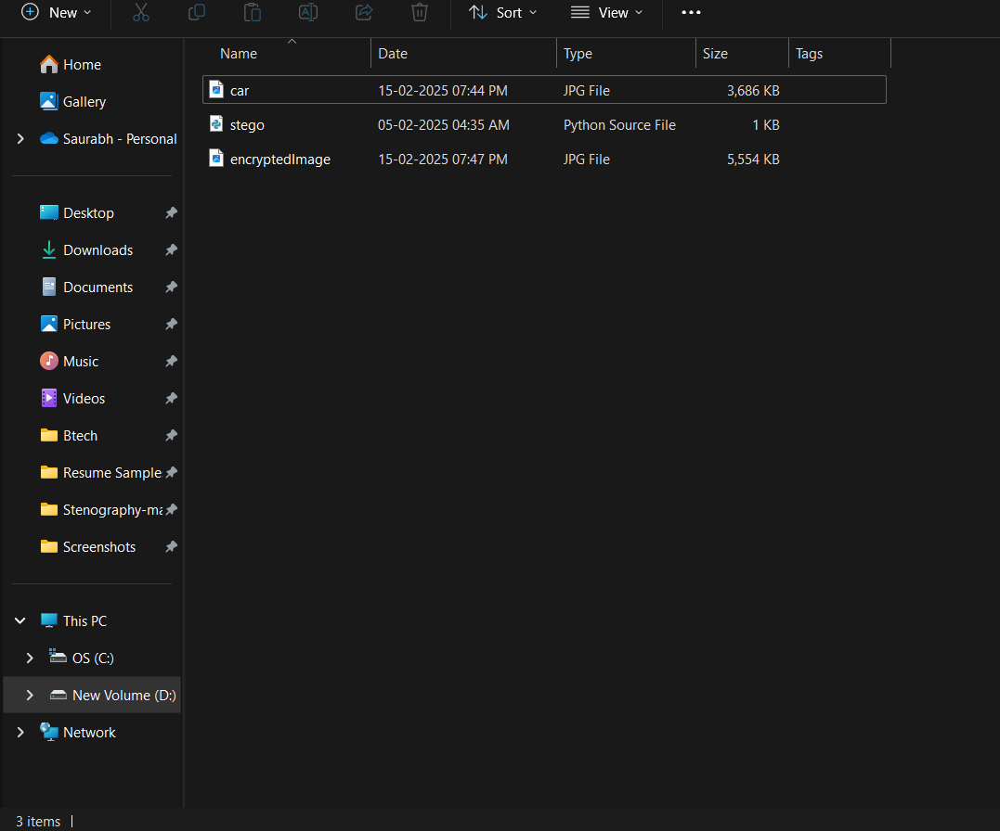 New Sort View
Name Date Type Size Tags
car 15-02-2025 07:44 PM JPG File 3,686 KB
stego 05-02-2025 04:35 AM Python Source File 1 KB
encryptedImage 15-02-2025 07:47 PM JPG File 5,554 KB
Home
Gallery
Saurabh - Personal
Desktop
Downloads
Documents
Pictures
Music
Videos
Btech
Resume Sample
Stenography-ma
Screenshots
This PC
OS (C:)
New Volume (D:)
Network
3 items